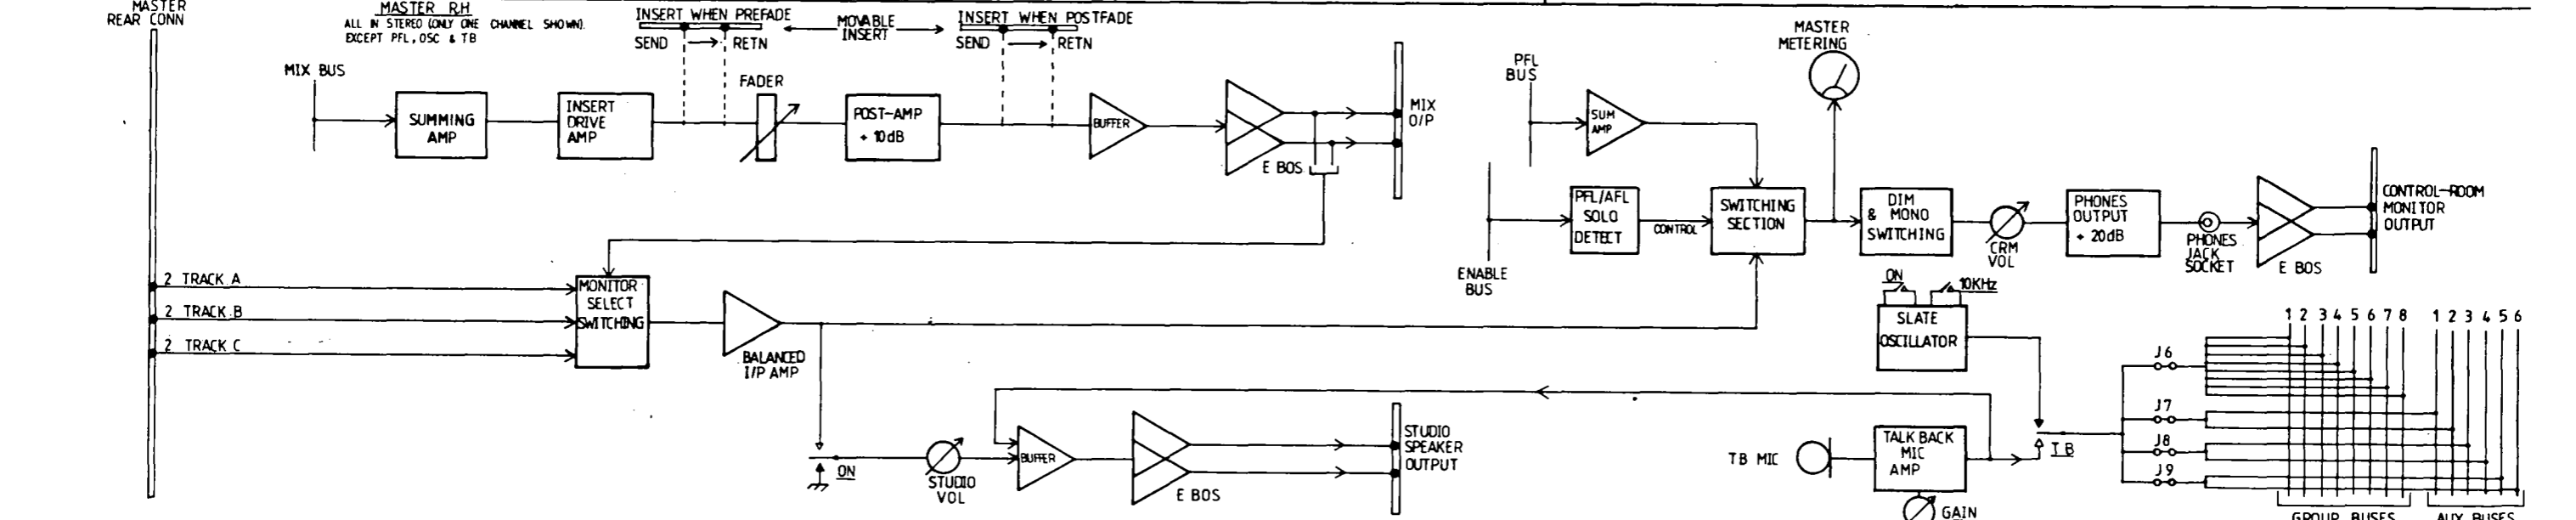 MASTER
REAR CONN
MASTER R.H
ALL IN STEREO (ONLY ONE CHANNEL SHOWN).
EXCEPT PFL, OSC & TB
INSERT WHEN PREFADE
SEND
RETN
MOVABLE
INSERT
INSERT WHEN POSTFADE
SEND
RETN
MIX BUS
SUMMING
AMP
INSERT
DRIVE
AMP
FADER
POST-AMP
+ 10dB
BUFFER
E BOS
MIX
O/P
PFL
BUS
SUM
AMP
MASTER
METERING
ENABLE
BUS
PFL/AFL
SOLO
DETECT
CONTROL
SWITCHING
SECTION
DIM
& MONO
SWITCHING
CRM
VOL
PHONES
OUTPUT
+ 20dB
PHONES
JACK
SOCKET
E BOS
CONTROL-ROOM
MONITOR
OUTPUT
2 TRACK A
2 TRACK B
2 TRACK C
MONITOR
SELECT
SWITCHING
BALANCED
I/P AMP
ON
STUDIO
VOL
BUFFER
E BOS
STUDIO
SPEAKER
OUTPUT
ON
10KHz
SLATE
OSCILLATOR
TB MIC
TALK BACK
MIC
AMP
GAIN
T B
J6
J7
J8
J9
1 2 3 4 5 6 7 8
1 2 3 4 5 6
GROUP BUSES
AUX BUSES